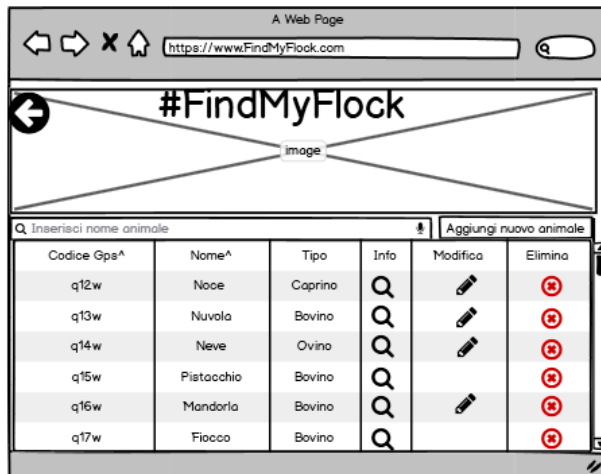 A Web Page
https://www.FindMyFlock.com
#FindMyFlock
image
Inserisci nome animale
Aggiungi nuovo animale
Codice Gps^ Nome^ Tipo Info Modifica Elimina
q12w Noce Caprino
q13w Nuvola Bovino
q14w Neve Ovino
q15w Pistacchio Bovino
q16w Mandorla Bovino
q17w Fiocco Bovino